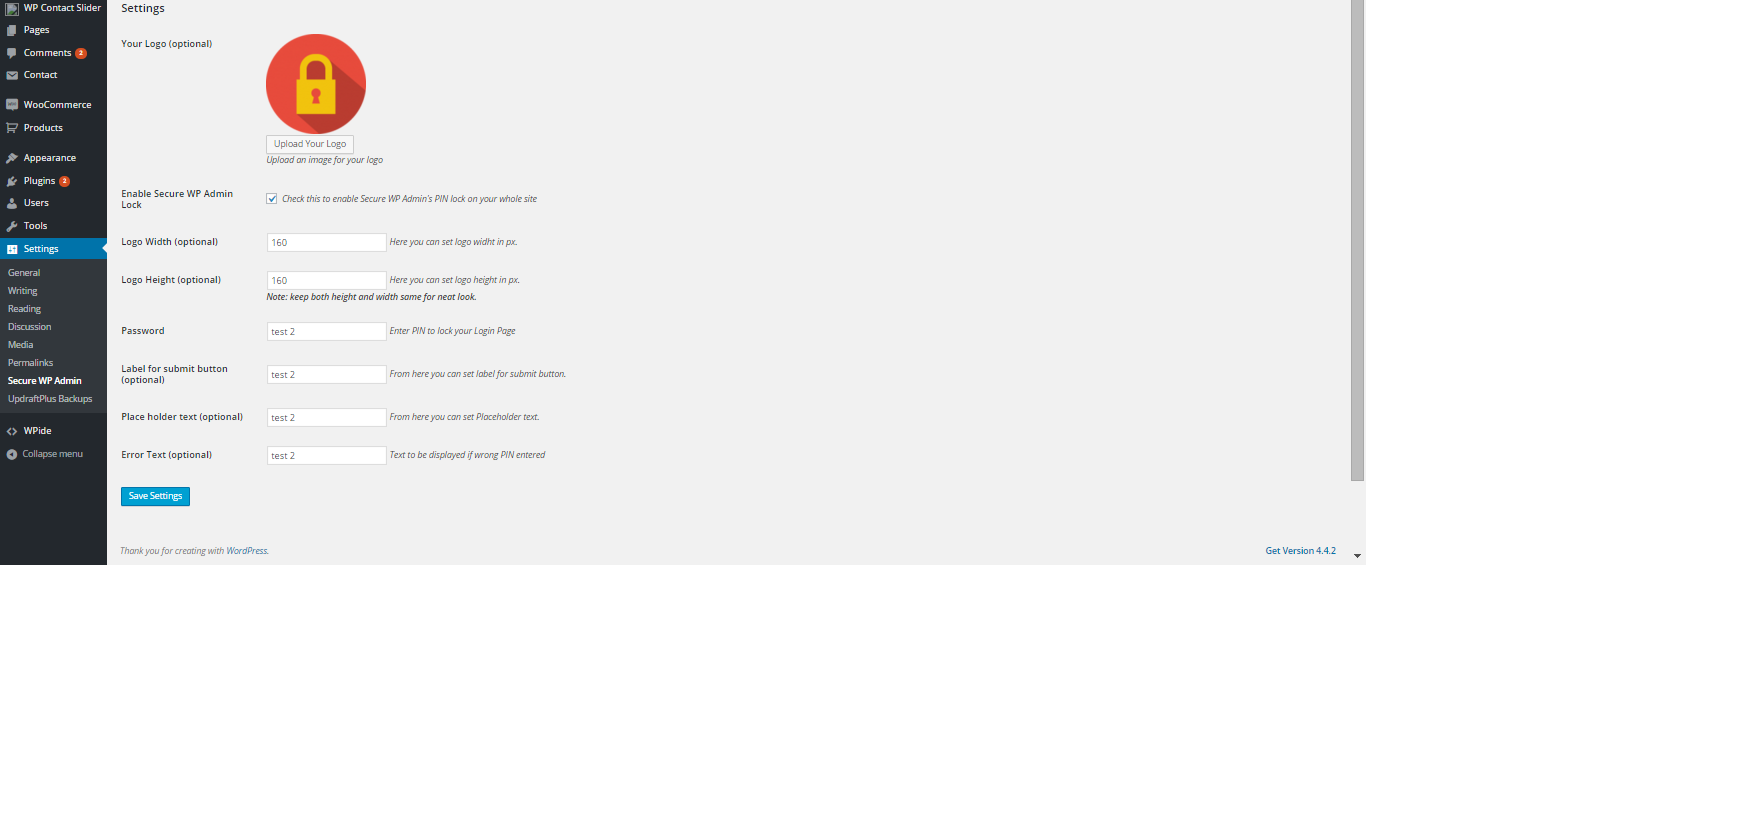 WP Contact Slider
Pages
Comments 2
Contact
WooCommerce
Products
Appearance
Plugins 2
Users
Tools
Settings
General
Writing
Reading
Discussion
Media
Permalinks
Secure WP Admin
UpdraftPlus Backups
WPide
Collapse menu
Settings
Your Logo (optional)
Upload Your Logo
Upload an image for your logo
Enable Secure WP Admin
Lock
Check this to enable Secure WP Admin's PIN lock on your whole site
Logo Width (optional)
160
Here you can set logo widht in px.
Logo Height (optional)
160
Here you can set logo height in px.
Note: keep both height and width same for neat look.
Password
test 2
Enter PIN to lock your Login Page
Label for submit button
(optional)
test 2
From here you can set label for submit button.
Place holder text (optional)
test 2
From here you can set Placeholder text.
Error Text (optional)
test 2
Text to be displayed if wrong PIN entered
Save Settings
Thank you for creating with WordPress.
Get Version 4.4.2